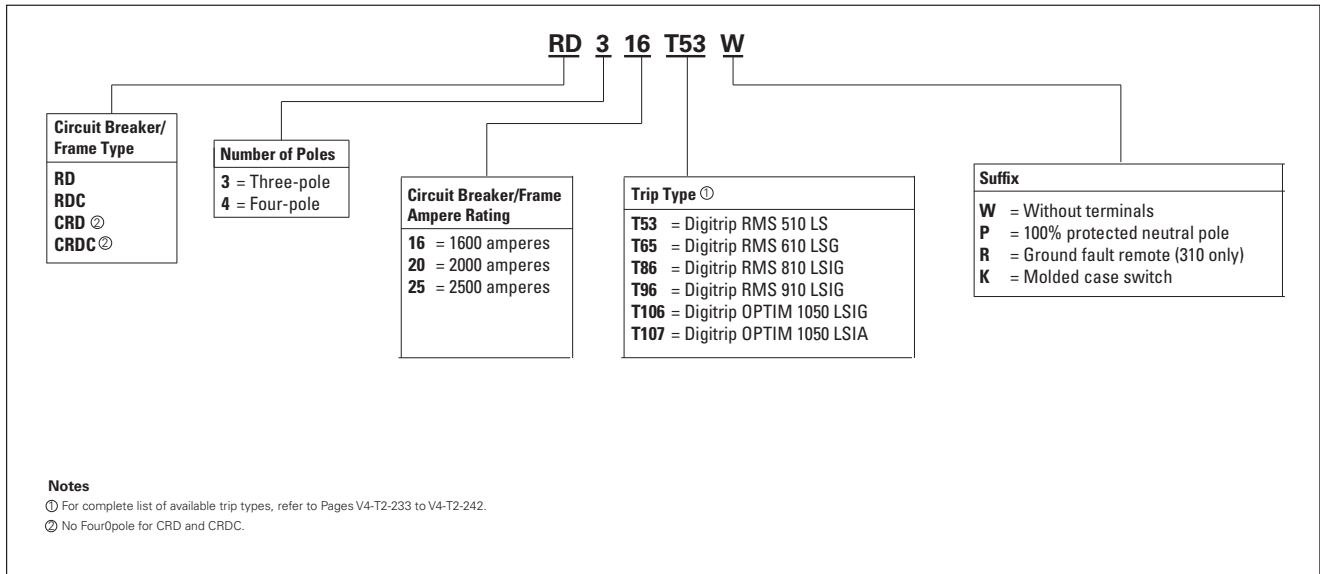 RD 3 16 T53 W
Circuit Breaker/
Frame Type
RD
RDC
CRD ②
CRDC ②
Number of Poles
3 = Three-pole
4 = Four-pole
Circuit Breaker/Frame
Ampere Rating
16 = 1600 amperes
20 = 2000 amperes
25 = 2500 amperes
Trip Type ①
T53 = Digitrip RMS 510 LS
T65 = Digitrip RMS 610 LSG
T86 = Digitrip RMS 810 LSIG
T96 = Digitrip RMS 910 LSIG
T106 = Digitrip OPTIM 1050 LSIG
T107 = Digitrip OPTIM 1050 LSIA
Suffix
W = Without terminals
P = 100% protected neutral pole
R = Ground fault remote (310 only)
K = Molded case switch
Notes
① For complete list of available trip types, refer to Pages V4-T2-233 to V4-T2-242.
② No Four0pole for CRD and CRDC.